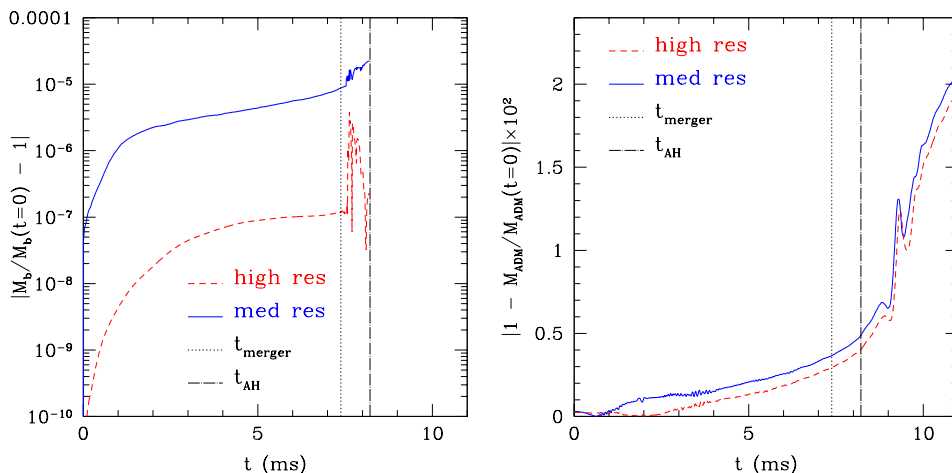 0.0001
10⁻⁵
10⁻⁶
10⁻⁷
10⁻⁸
10⁻⁹
10⁻¹⁰
|M_b/M_b(t=0) - 1|
high res
med res
t_merger
t_AH
0 5 10
t (ms)
|1 - M_ADM/M_ADM(t=0)|×10²
2
1.5
1
0.5
0
high res
med res
t_merger
t_AH
0 5 10
t (ms)